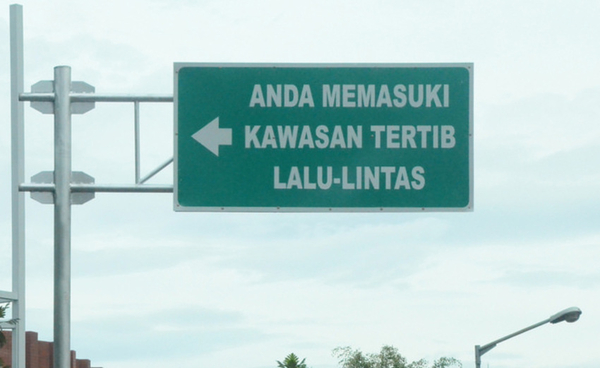 ANDA MEMASUKI
KAWASAN TERTIB
LALU-LINTAS